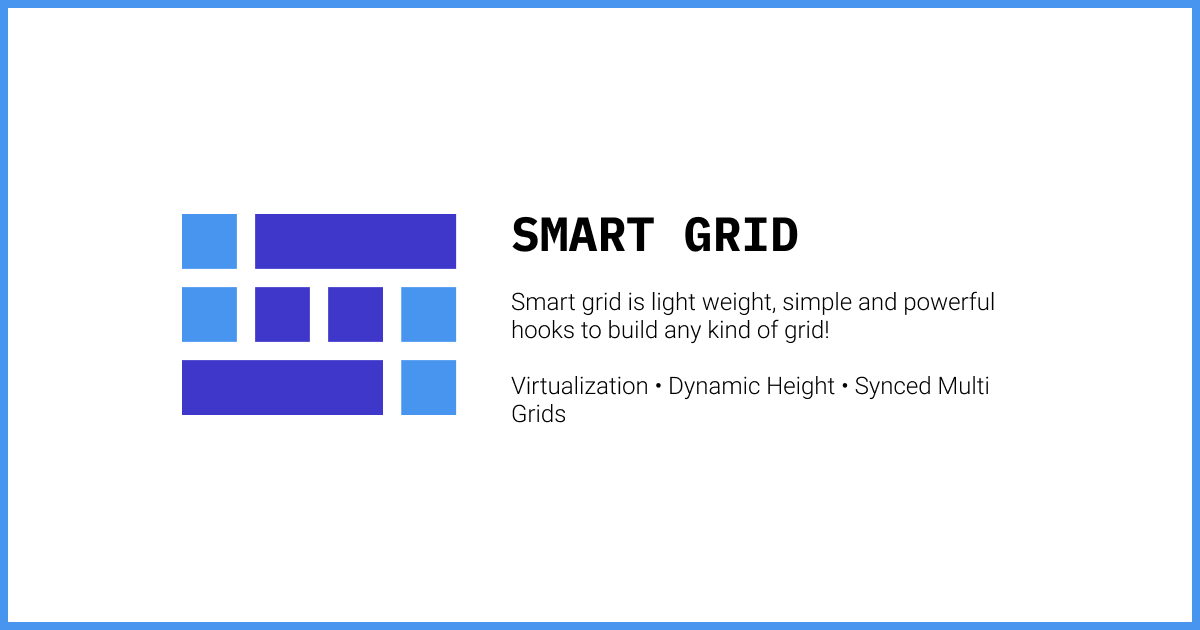 SMART GRID
Smart grid is light weight, simple and powerful
hooks to build any kind of grid!
Virtualization • Dynamic Height • Synced Multi
Grids